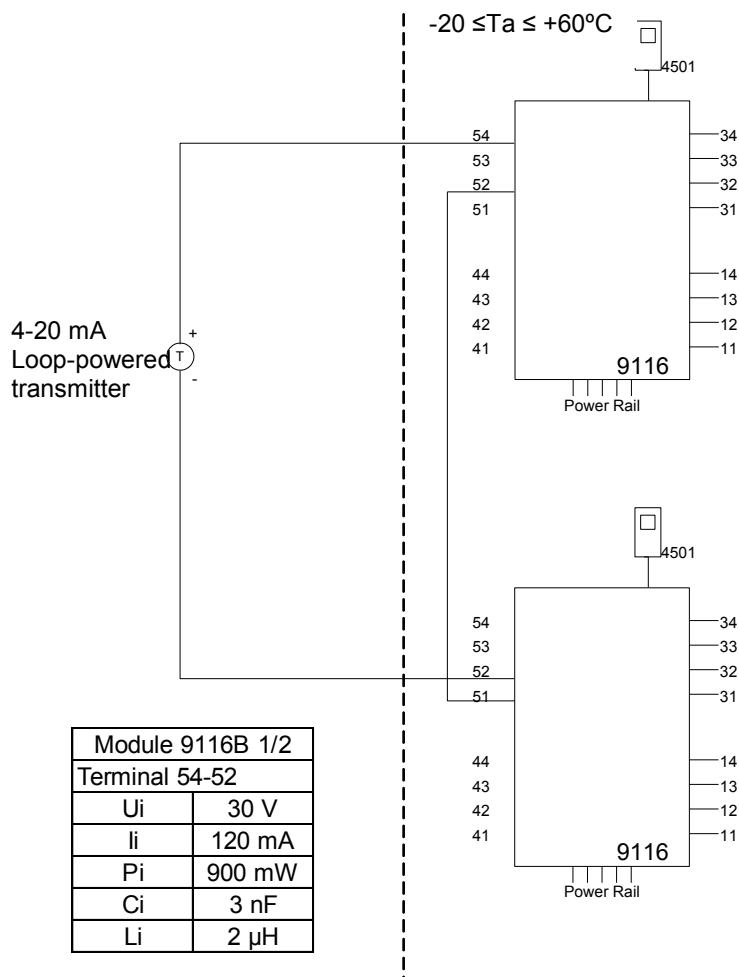 -20 ≤Ta ≤ +60ºC
4501
54
53
52
51
44
43
42
41
34
33
32
31
14
13
12
11
9116
Power Rail
4-20 mA
Loop-powered
transmitter
+
T
-
4501
54
53
52
51
44
43
42
41
34
33
32
31
14
13
12
11
9116
Power Rail
Module 9116B 1/2
Terminal 54-52
Ui 30 V
Ii 120 mA
Pi 900 mW
Ci 3 nF
Li 2 µH